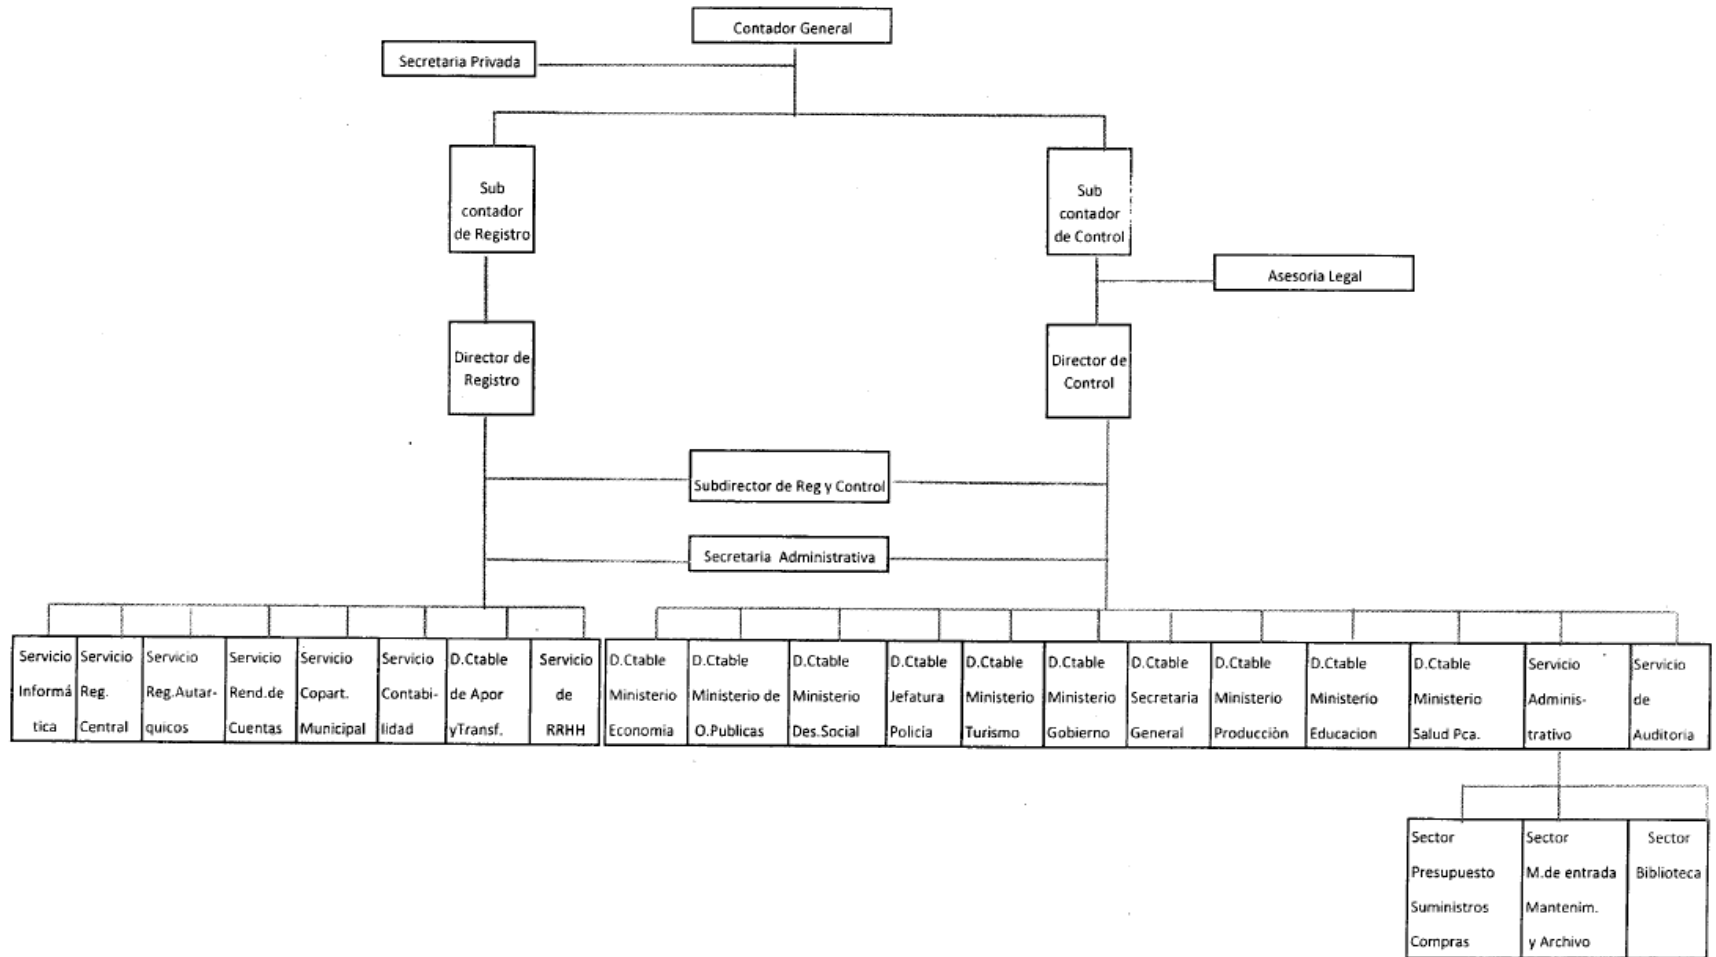 Contador General
Secretaria Privada
Sub
contador
de Registro
Sub
contador
de Control
Asesoria Legal
Director de
Registro
Director de
Control
Subdirector de Reg y Control
Secretaria Administrativa
Servicio
Informá
tica
Servicio
Reg.
Central
Servicio
Reg.Autar-
quicos
Servicio
Rend.de
Cuentas
Servicio
Copart.
Municipal
Servicio
Contabi-
lidad
D.Ctable
de Apor
yTransf.
Servicio
de
RRHH
D.Ctable
Ministerio
Economia
D.Ctable
Ministerio de
O.Publicas
D.Ctable
Ministerio
Des.Social
D.Ctable
Jefatura
Policia
D.Ctable
Ministerio
Turismo
D.Ctable
Ministerio
Gobierno
D.Ctable
Secretaria
General
D.Ctable
Ministerio
Producciòn
D.Ctable
Ministerio
Educacion
D.Ctable
Ministerio
Salud Pca.
Servicio
Adminis-
trativo
Servicio
de
Auditoria
Sector
Presupuesto
Suministros
Compras
Sector
M.de entrada
Mantenim.
y Archivo
Sector
Biblioteca